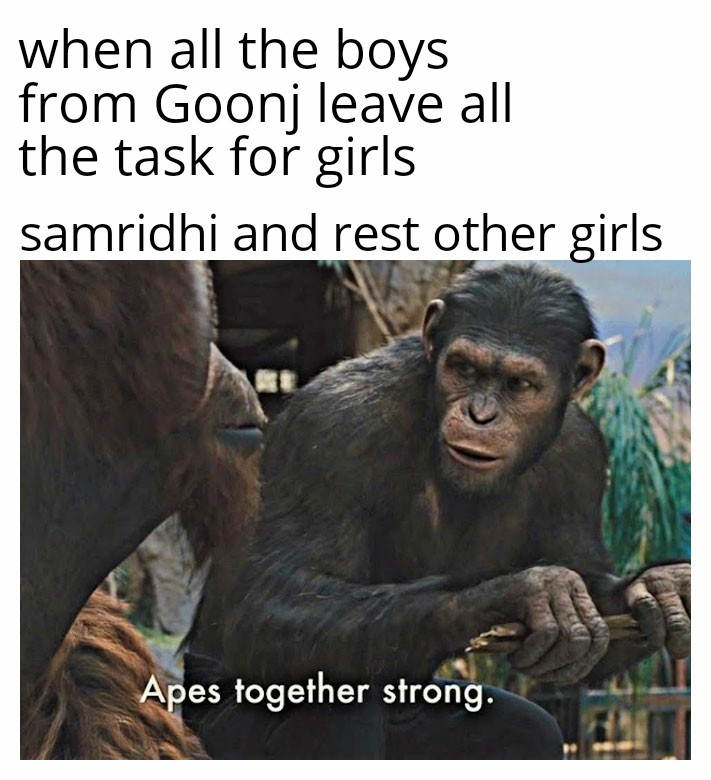 when all the boys
from Goonj leave all
the task for girls
samridhi and rest other girls
Apes together strong.